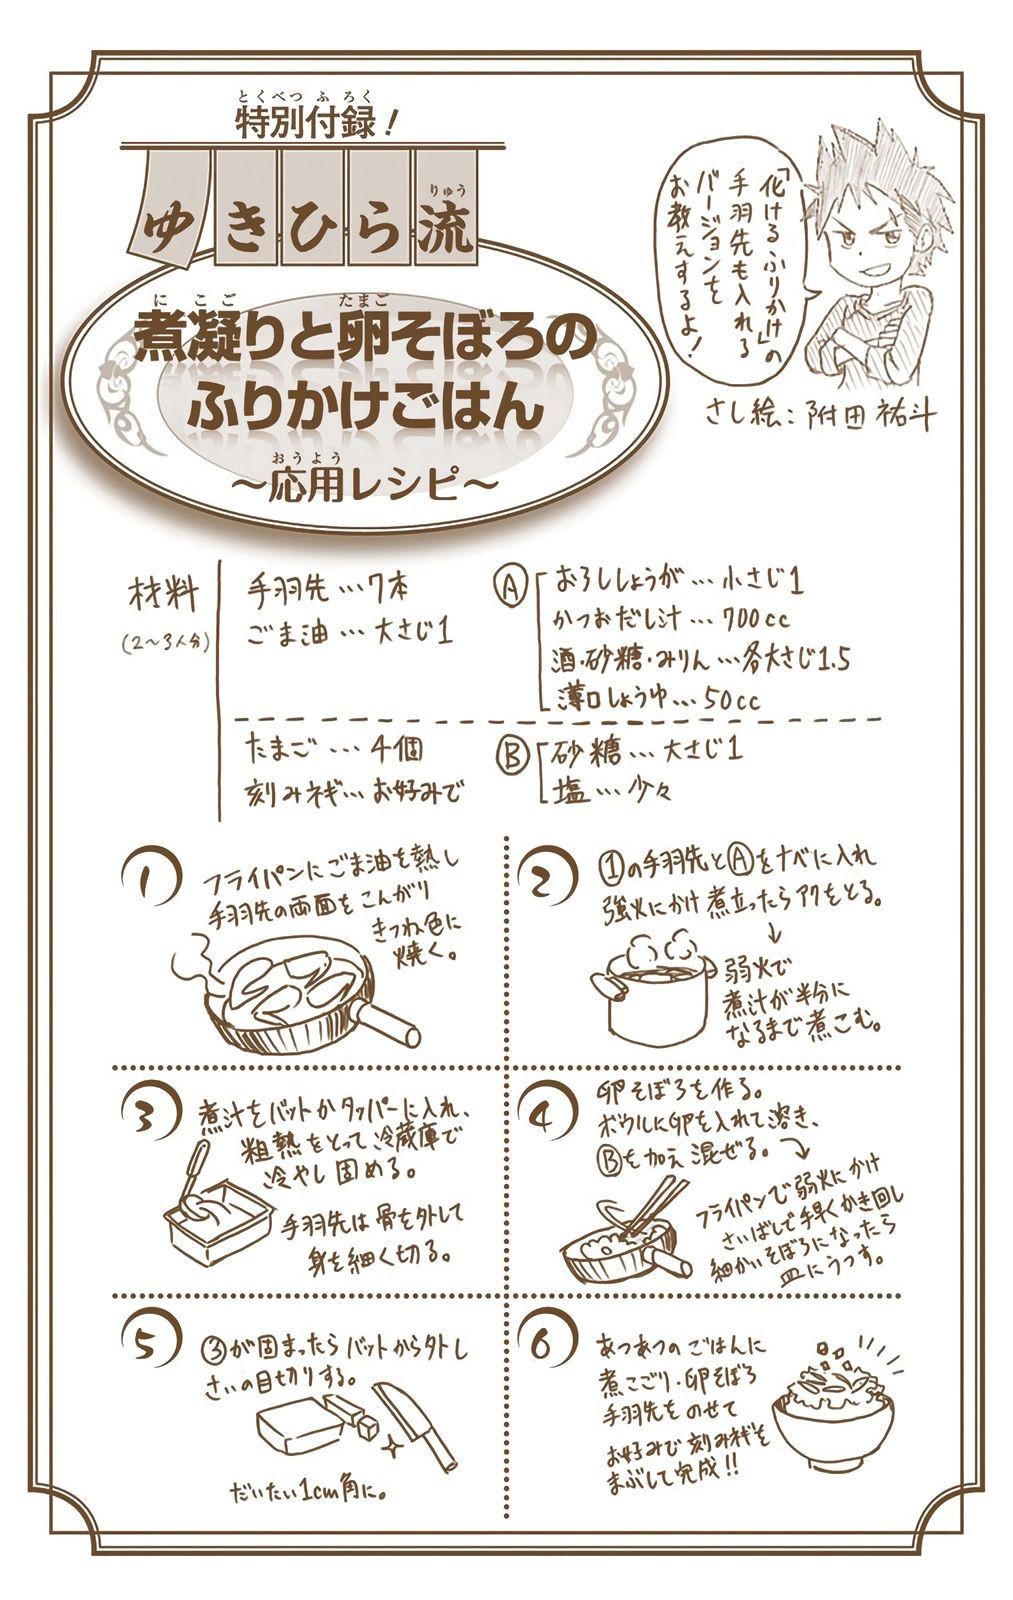 とくべつふろく
特別付録！
りゅう
ゆきひら流
にこご たまご
煮凝りと卵そぼろの
ふりかけごはん
おうよう
～応用レシピ～
「化けるふりかけ」の
手羽先も入れる
バージョンを
お教えするよ！
さし絵：附田祐斗
材料
(2～3人分)
手羽先…7本
ごま油…大さじ1
Ⓐ
おろししょうが…小さじ1
かつおだし汁…700cc
酒・砂糖・みりん…各大さじ1.5
薄口しょうゆ…50cc
たまご…4個
刻みネギ…お好みで
Ⓑ
砂糖…大さじ1
塩…少々
1
フライパンにごま油を熱し
手羽先の両面をこんがり
きつね色に
焼く。
2
①の手羽先とⒶをナベに入れ
強火にかけ煮立ったらアクをとる。
↓
弱火で
煮汁が半分に
なるまで煮こむ。
3
煮汁をバットかタッパーに入れ、
粗熱をとって冷蔵庫で
冷やし固める。
手羽先は骨を外して
身を細く切る。
4
卵そぼろを作る。
ボウルに卵を入れて溶き、
Ⓑを加え混ぜる。
フライパンで弱火にかけ
さいばしで手早くかき回し
細かいそぼろになったら
皿にうつす。
5
③が固まったらバットから外し
さいの目切りする。
だいたい1cm角に。
6
あつあつのごはんに
煮こごり・卵そぼろ
手羽先をのせて
お好みで刻みネギを
まぶして完成!!